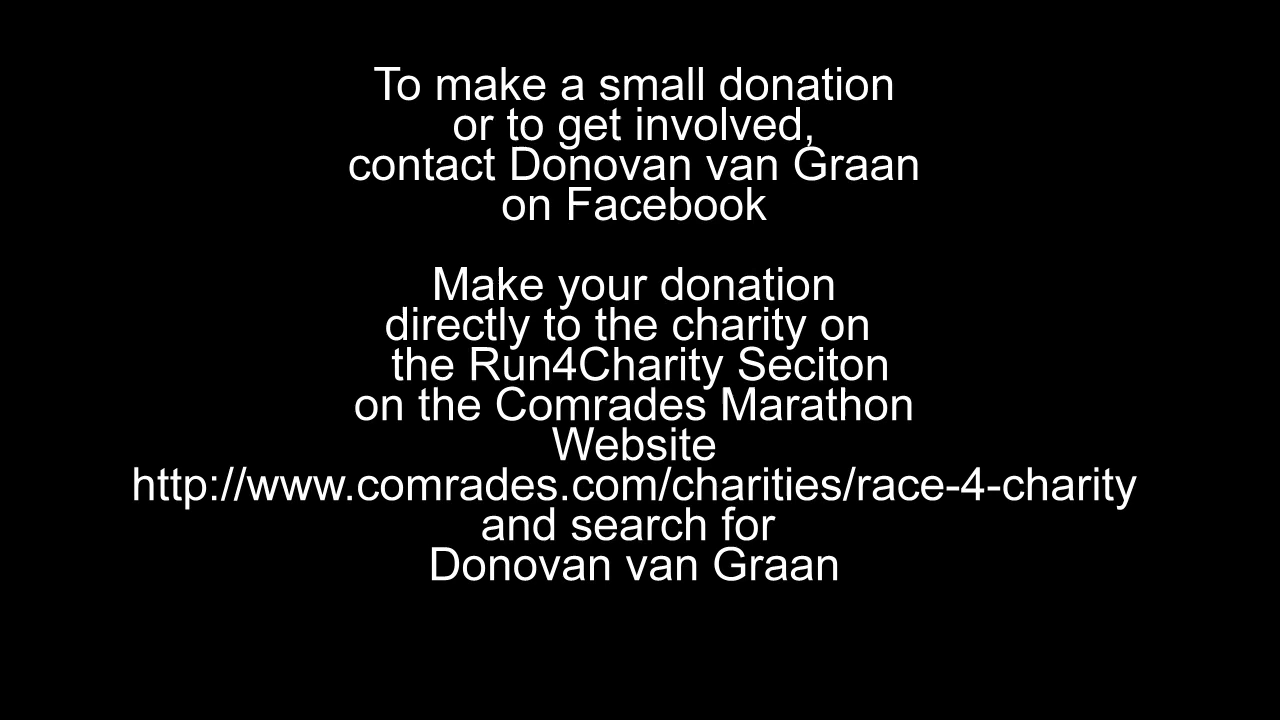 To make a small donation
or to get involved,
contact Donovan van Graan
on Facebook
Make your donation
directly to the charity on
the Run4Charity Seciton
on the Comrades Marathon
Website
http://www.comrades.com/charities/race-4-charity
and search for
Donovan van Graan